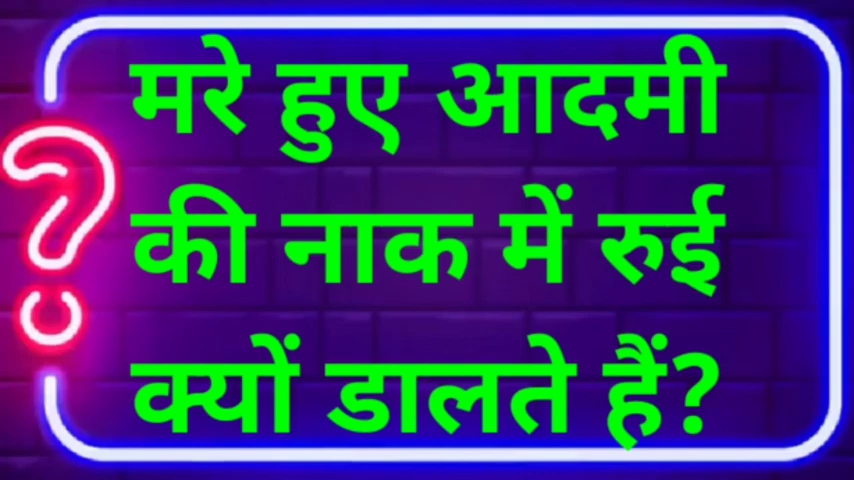 मरे हुए आदमी
की नाक में रुई
क्यों डालते हैं?